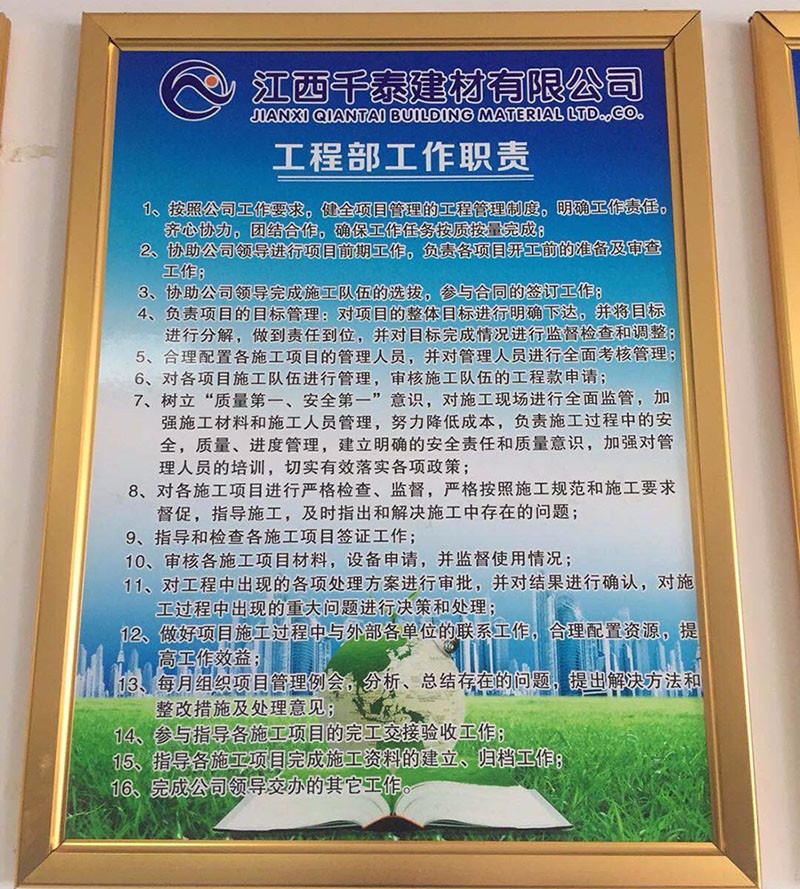 江西千泰建材有限公司
JIANXI QIANTAI BUILDING MATERIAL LTD.,CO.
工程部工作职责
1、按照公司工作要求，健全项目管理的工程管理制度，明确工作责任，
齐心协力，团结合作，确保工作任务按质按量完成；
2、协助公司领导进行项目前期工作，负责各项目开工前的准备及审查
工作；
3、协助公司领导完成施工队伍的选拔，参与合同的签订工作；
4、负责项目的目标管理：对项目的整体目标进行明确下达，并将目标
进行分解，做到责任到位，并对目标完成情况进行监督检查和调整；
5、合理配置各施工项目的管理人员，并对管理人员进行全面考核管理；
6、对各项目施工队伍进行管理，审核施工队伍的工程款申请；
7、树立“质量第一、安全第一”意识，对施工现场进行全面监管，加
强施工材料和施工人员管理，努力降低成本，负责施工过程中的安
全，质量、进度管理，建立明确的安全责任和质量意识，加强对管
理人员的培训，切实有效落实各项政策；
8、对各施工项目进行严格检查、监督，严格按照施工规范和施工要求
督促，指导施工，及时指出和解决施工中存在的问题；
9、指导和检查各施工项目签证工作；
10、审核各施工项目材料，设备申请，并监督使用情况；
11、对工程中出现的各项处理方案进行审批，并对结果进行确认，对施
工过程中出现的重大问题进行决策和处理；
12、做好项目施工过程中与外部各单位的联系工作，合理配置资源，提
高工作效益；
13、每月组织项目管理例会，分析、总结存在的问题，提出解决方法和
整改措施及处理意见；
14、参与指导各施工项目的完工交接验收工作；
15、指导各施工项目完成施工资料的建立、归档工作；
16、完成公司领导交办的其它工作。